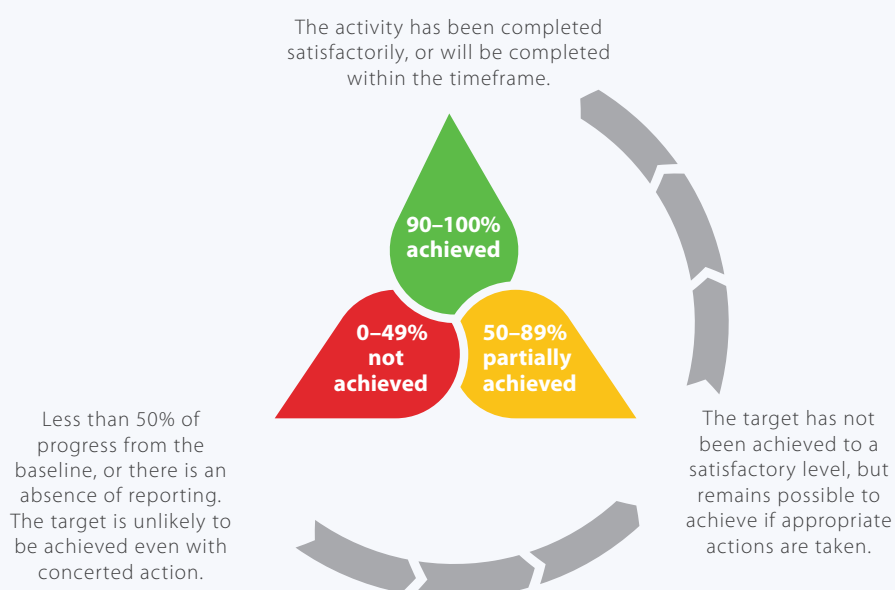 The activity has been completed
satisfactorily, or will be completed
within the timeframe.
90–100%
achieved
0–49%
not
achieved
50–89%
partially
achieved
Less than 50% of
progress from the
baseline, or there is an
absence of reporting.
The target is unlikely to
be achieved even with
concerted action.
The target has not
been achieved to a
satisfactory level, but
remains possible to
achieve if appropriate
actions are taken.